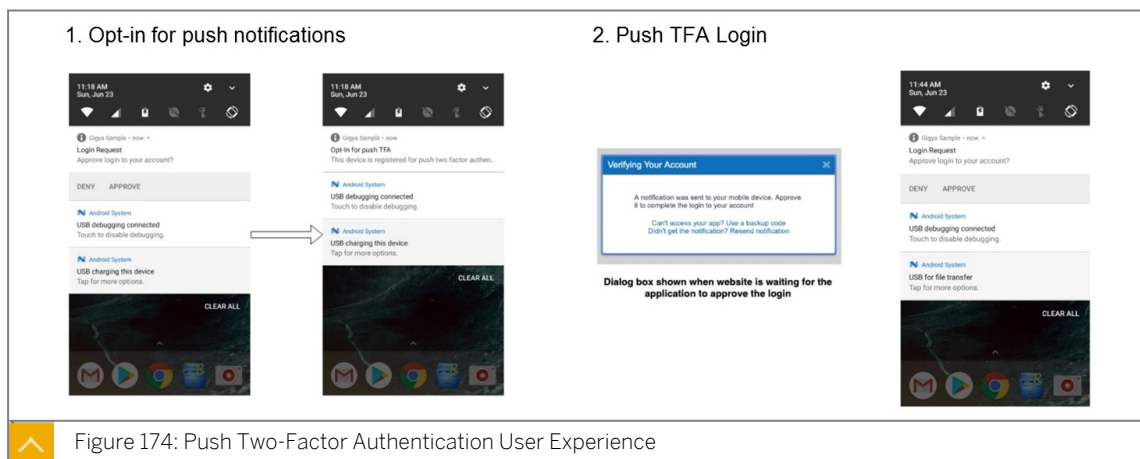 1. Opt-in for push notifications
11:18 AM
Sun, Jun 23
Gigya Sample • now
Login Request
Approve login to your account?
DENY APPROVE
Android System
USB debugging connected
Touch to disable debugging.
Android System
USB charging this device
Tap for more options.
CLEAR ALL
11:18 AM
Sun, Jun 23
Gigya Sample • now
Opt-In for push TFA
This device is registered for push two factor authen..
Android System
USB debugging connected
Touch to disable debugging.
Android System
USB charging this device
Tap for more options.
CLEAR ALL
2. Push TFA Login
Verifying Your Account
A notification was sent to your mobile device. Approve
it to complete the login to your account
Can't access your app? Use a backup code
Didn't get the notification? Resend notification
Dialog box shown when website is waiting for the
application to approve the login
11:44 AM
Sun, Jun 23
Gigya Sample • now
Login Request
Approve login to your account?
DENY APPROVE
Android System
USB debugging connected
Touch to disable debugging.
Android System
USB for file transfer
Tap for more options.
CLEAR ALL
Figure 174: Push Two-Factor Authentication User Experience